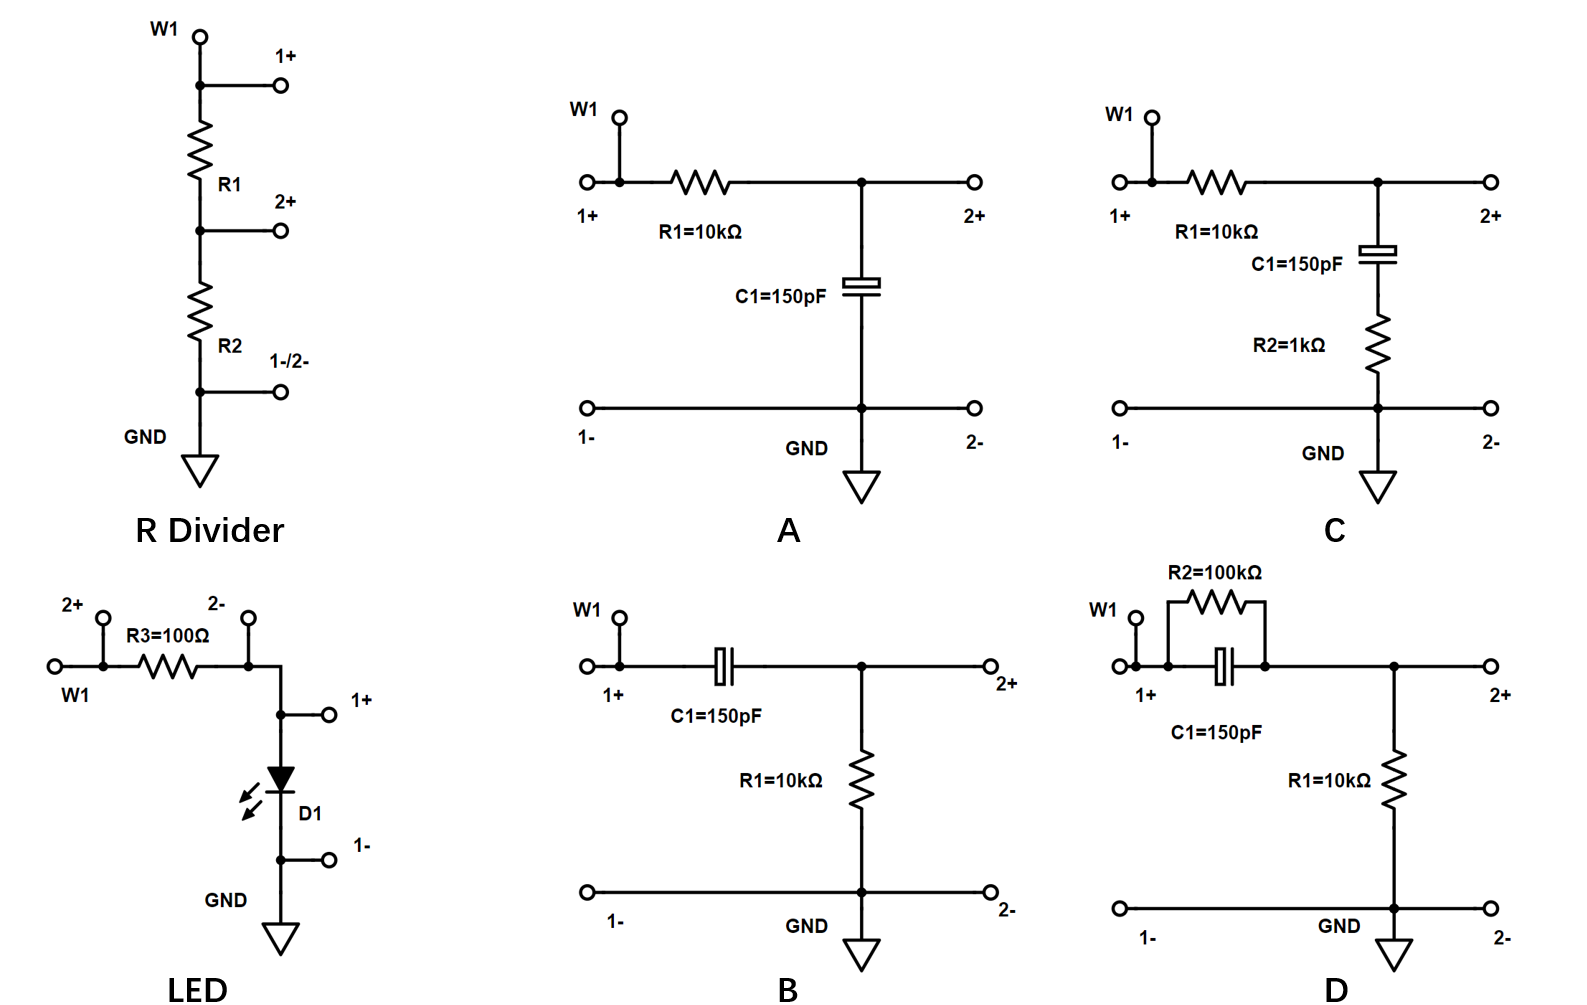 W1
1+
R1
2+
R2
1-/2-
GND
R Divider
W1
1+
R1=10kΩ
2+
C1=150pF
1-
GND
2-
A
W1
1+
R1=10kΩ
2+
C1=150pF
R2=1kΩ
1-
GND
2-
C
2+
2-
R3=100Ω
W1
1+
D1
1-
GND
LED
W1
1+
2+
C1=150pF
R1=10kΩ
1-
GND
2-
B
R2=100kΩ
W1
1+
2+
C1=150pF
R1=10kΩ
1-
GND
2-
D